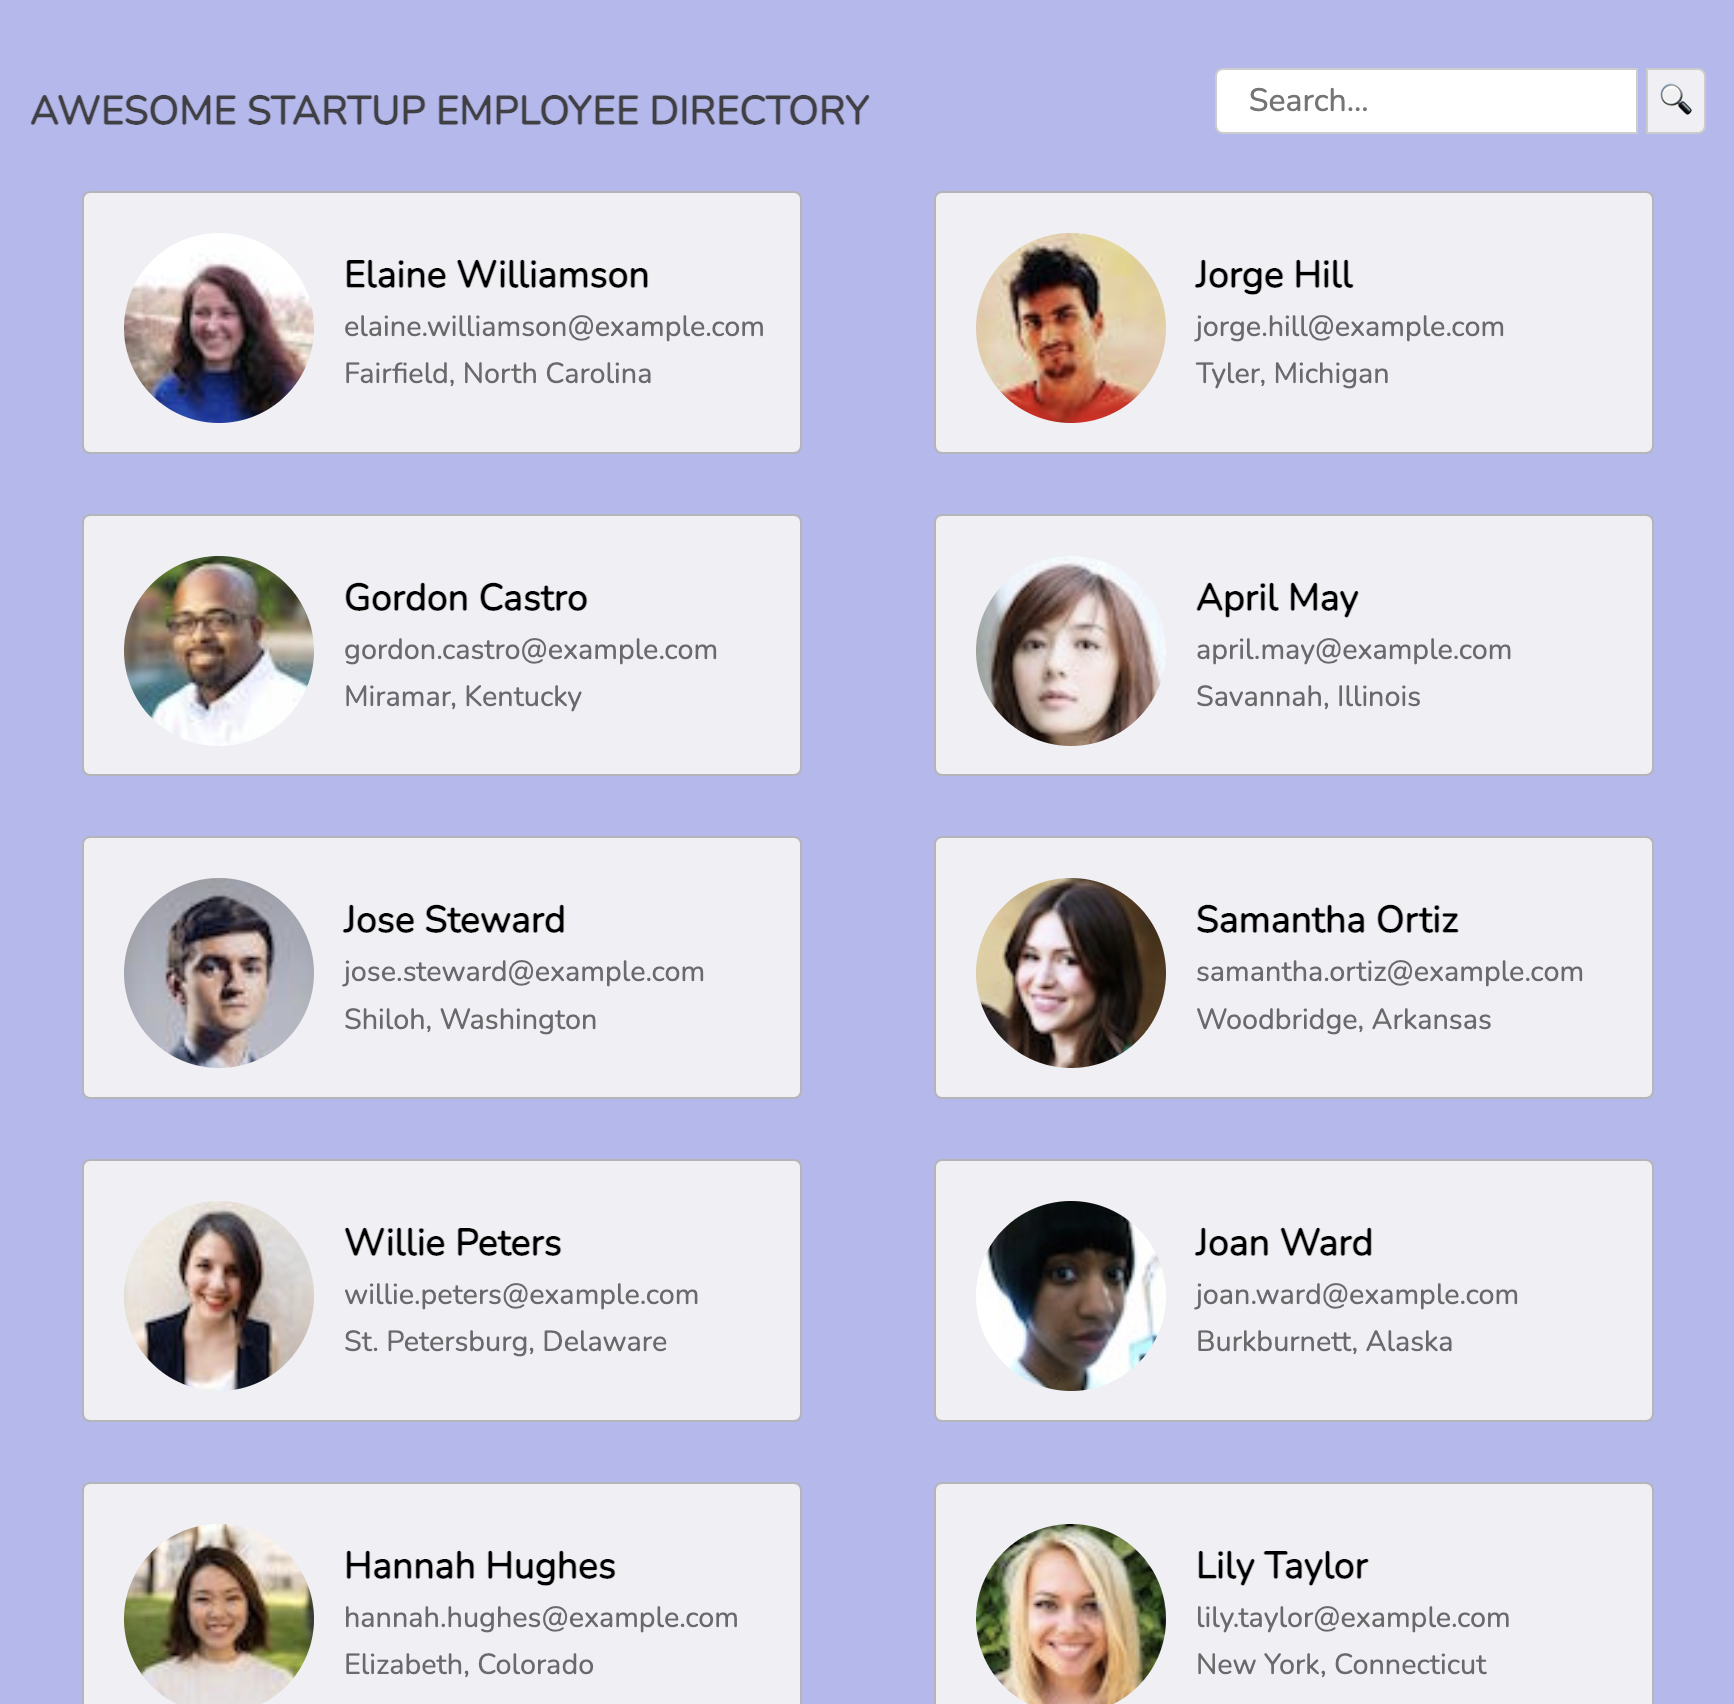 AWESOME STARTUP EMPLOYEE DIRECTORY
Search...
Elaine Williamson
elaine.williamson@example.com
Fairfield, North Carolina
Jorge Hill
jorge.hill@example.com
Tyler, Michigan
Gordon Castro
gordon.castro@example.com
Miramar, Kentucky
April May
april.may@example.com
Savannah, Illinois
Jose Steward
jose.steward@example.com
Shiloh, Washington
Samantha Ortiz
samantha.ortiz@example.com
Woodbridge, Arkansas
Willie Peters
willie.peters@example.com
St. Petersburg, Delaware
Joan Ward
joan.ward@example.com
Burkburnett, Alaska
Hannah Hughes
hannah.hughes@example.com
Elizabeth, Colorado
Lily Taylor
lily.taylor@example.com
New York, Connecticut